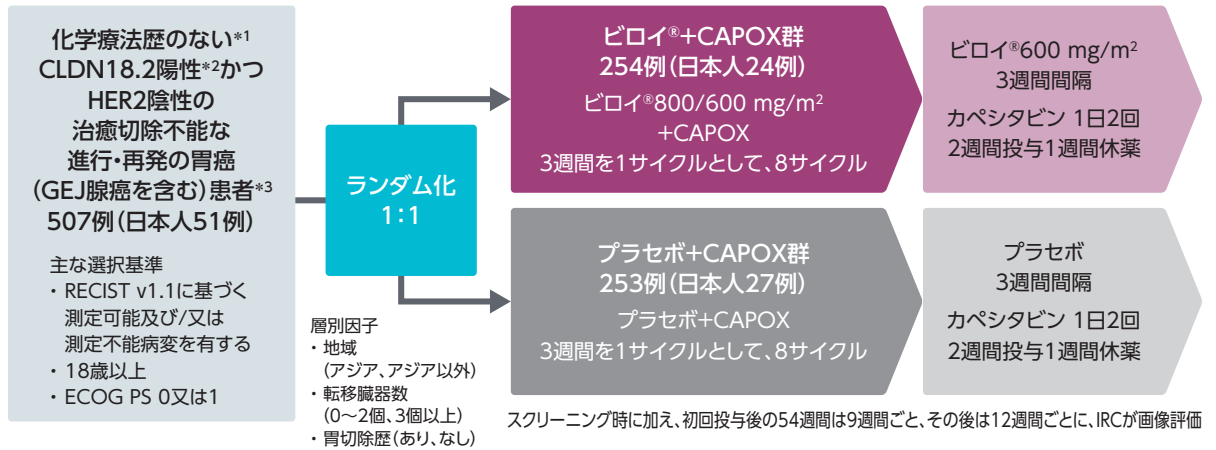 化学療法歴のない*1
CLDN18.2陽性*2かつ
HER2陰性の
治癒切除不能な
進行・再発の胃癌
(GEJ腺癌を含む)患者*3
507例(日本人51例)
主な選択基準
・RECIST v1.1に基づく
測定可能及び/又は
測定不能病変を有する
・18歳以上
・ECOG PS 0又は1
ランダム化
1:1
層別因子
・地域
(アジア、アジア以外)
・転移臓器数
(0〜2個、3個以上)
・胃切除歴(あり、なし)
ビロイ®+CAPOX群
254例(日本人24例)
ビロイ®800/600 mg/m²
+CAPOX
3週間を1サイクルとして、8サイクル
ビロイ®600 mg/m²
3週間間隔
カペシタビン 1日2回
2週間投与1週間休薬
プラセボ+CAPOX群
253例(日本人27例)
プラセボ+CAPOX
3週間を1サイクルとして、8サイクル
プラセボ
3週間間隔
カペシタビン 1日2回
2週間投与1週間休薬
スクリーニング時に加え、初回投与後の54週間は9週間ごと、その後は12週間ごとに、IRCが画像評価